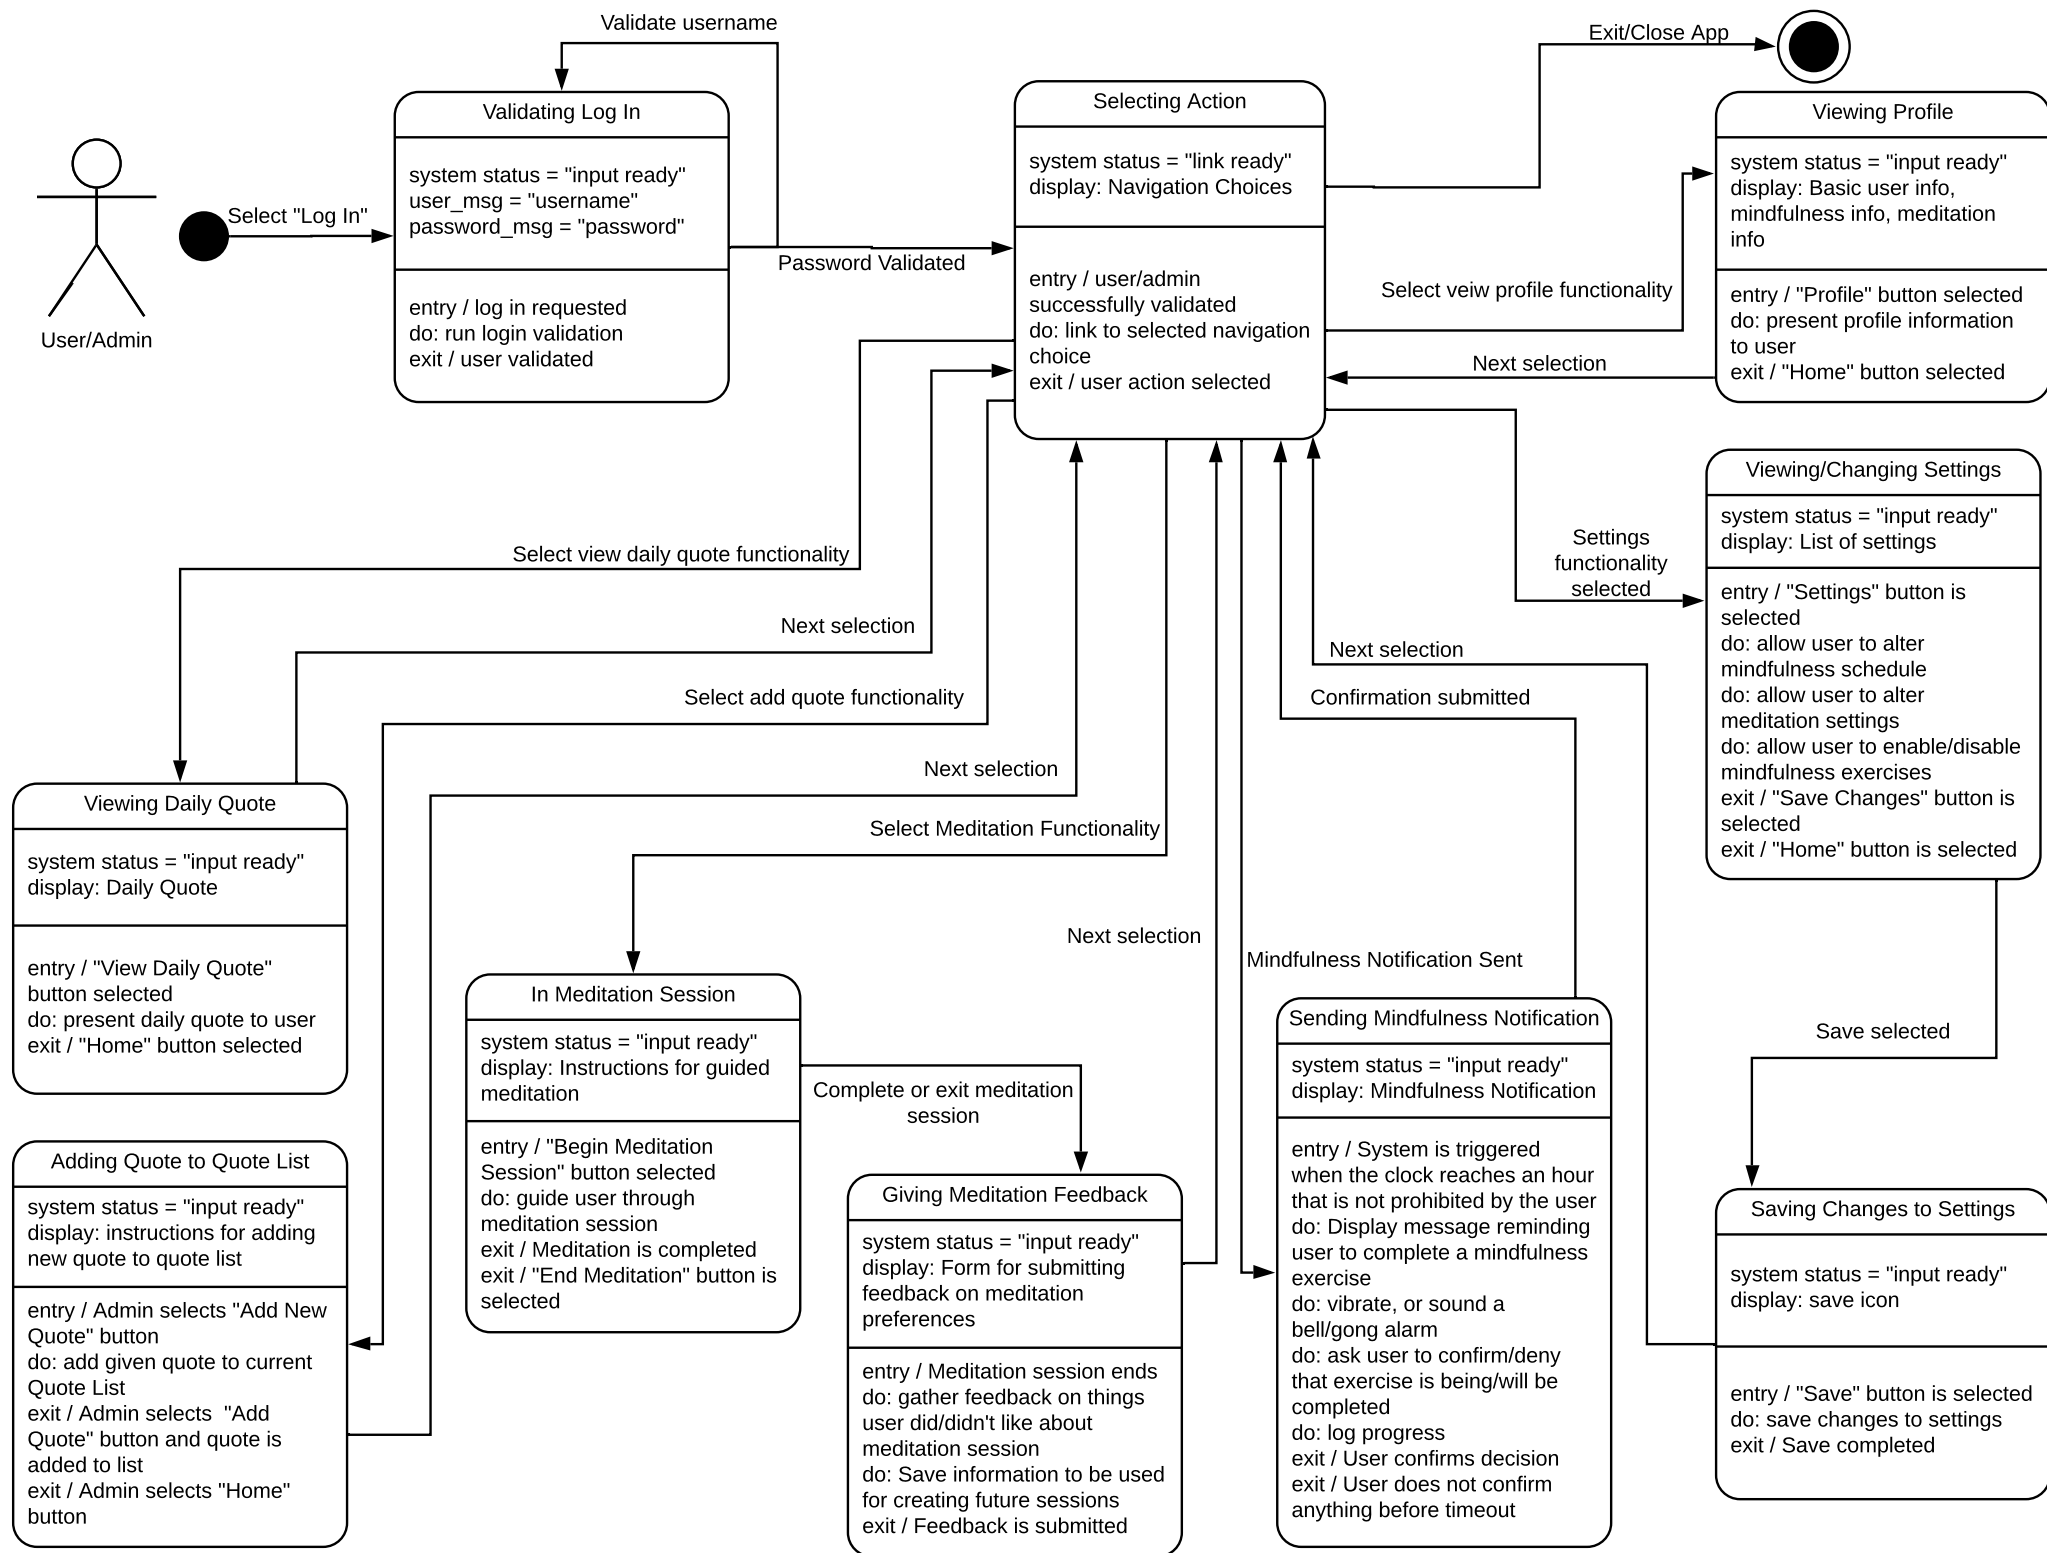 Validate username
Exit/Close App
Validating Log In
system status = "input ready"
user_msg = "username"
password_msg = "password"
entry / log in requested
do: run login validation
exit / user validated
Select "Log In"
User/Admin
Password Validated
Selecting Action
system status = "link ready"
display: Navigation Choices
entry / user/admin
successfully validated
do: link to selected navigation
choice
exit / user action selected
Viewing Profile
system status = "input ready"
display: Basic user info,
mindfulness info, meditation
info
entry / "Profile" button selected
do: present profile information
to user
exit / "Home" button selected
Select veiw profile functionality
Next selection
Viewing/Changing Settings
system status = "input ready"
display: List of settings
entry / "Settings" button is
selected
do: allow user to alter
mindfulness schedule
do: allow user to alter
meditation settings
do: allow user to enable/disable
mindfulness exercises
exit / "Save Changes" button is
selected
exit / "Home" button is selected
Settings
functionality
selected
Select view daily quote functionality
Next selection
Select add quote functionality
Next selection
Select Meditation Functionality
Next selection
Confirmation submitted
Next selection
Mindfulness Notification Sent
Save selected
Viewing Daily Quote
system status = "input ready"
display: Daily Quote
entry / "View Daily Quote"
button selected
do: present daily quote to user
exit / "Home" button selected
In Meditation Session
system status = "input ready"
display: Instructions for guided
meditation
entry / "Begin Meditation
Session" button selected
do: guide user through
meditation session
exit / Meditation is completed
exit / "End Meditation" button is
selected
Complete or exit meditation
session
Sending Mindfulness Notification
system status = "input ready"
display: Mindfulness Notification
entry / System is triggered
when the clock reaches an hour
that is not prohibited by the user
do: Display message reminding
user to complete a mindfulness
exercise
do: vibrate, or sound a
bell/gong alarm
do: ask user to confirm/deny
that exercise is being/will be
completed
do: log progress
exit / User confirms decision
exit / User does not confirm
anything before timeout
Adding Quote to Quote List
system status = "input ready"
display: instructions for adding
new quote to quote list
entry / Admin selects "Add New
Quote" button
do: add given quote to current
Quote List
exit / Admin selects  "Add
Quote" button and quote is
added to list
exit / Admin selects "Home"
button
Giving Meditation Feedback
system status = "input ready"
display: Form for submitting
feedback on meditation
preferences
entry / Meditation session ends
do: gather feedback on things
user did/didn't like about
meditation session
do: Save information to be used
for creating future sessions
exit / Feedback is submitted
Saving Changes to Settings
system status = "input ready"
display: save icon
entry / "Save" button is selected
do: save changes to settings
exit / Save completed